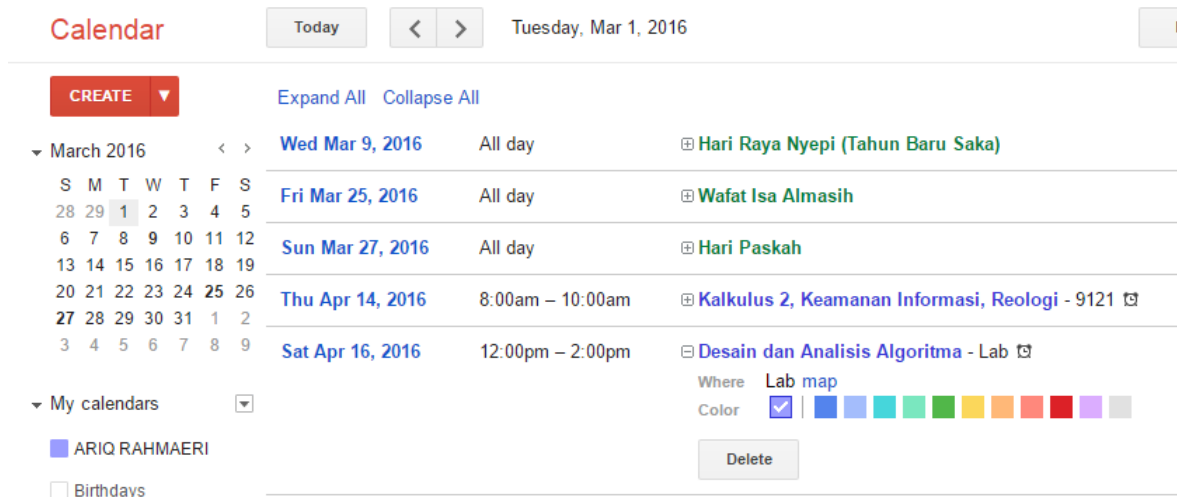 Calendar
Today
Tuesday, Mar 1, 2016
CREATE
Expand All Collapse All
March 2016
S M T W T F S
28 29 1 2 3 4 5
6 7 8 9 10 11 12
13 14 15 16 17 18 19
20 21 22 23 24 25 26
27 28 29 30 31 1 2
3 4 5 6 7 8 9
My calendars
ARIQ RAHMAERI
Birthdays
Wed Mar 9, 2016 All day Hari Raya Nyepi (Tahun Baru Saka)
Fri Mar 25, 2016 All day Wafat Isa Almasih
Sun Mar 27, 2016 All day Hari Paskah
Thu Apr 14, 2016 8:00am – 10:00am Kalkulus 2, Keamanan Informasi, Reologi - 9121
Sat Apr 16, 2016 12:00pm – 2:00pm Desain dan Analisis Algoritma - Lab
Where Lab map
Color
Delete